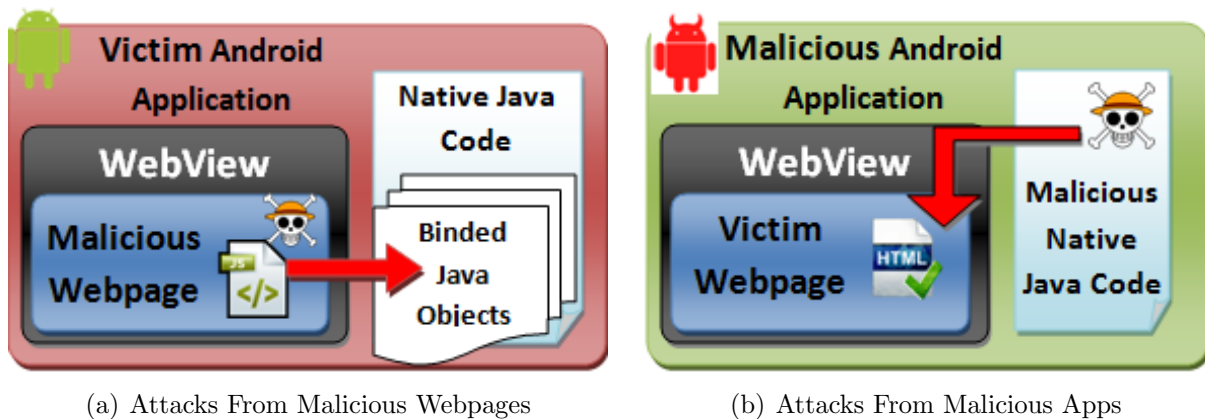 Victim Android
Application
WebView
Malicious
Webpage
JS
</>
Native Java
Code
Binded
Java
Objects
(a) Attacks From Malicious Webpages
Malicious Android
Application
WebView
Victim
Webpage
HTML
Malicious
Native
Java Code
(b) Attacks From Malicious Apps